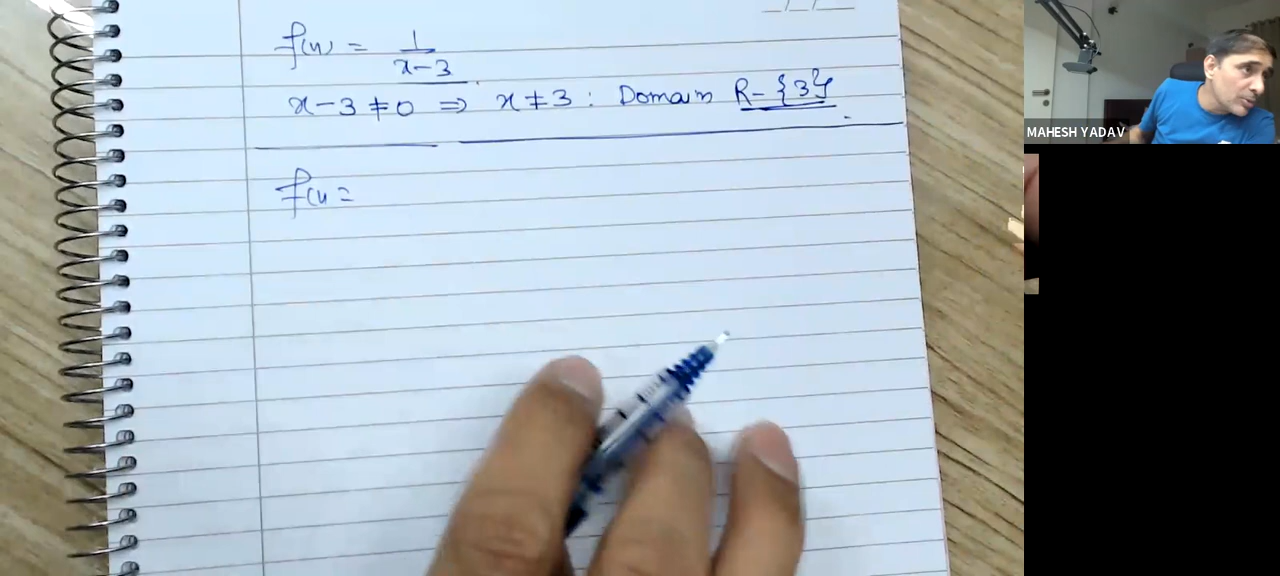 f(x) = 1/(x-3)
x-3 ≠ 0 ⇒ x ≠ 3 : Domain R-{3}
f(x =
MAHESH YADAV